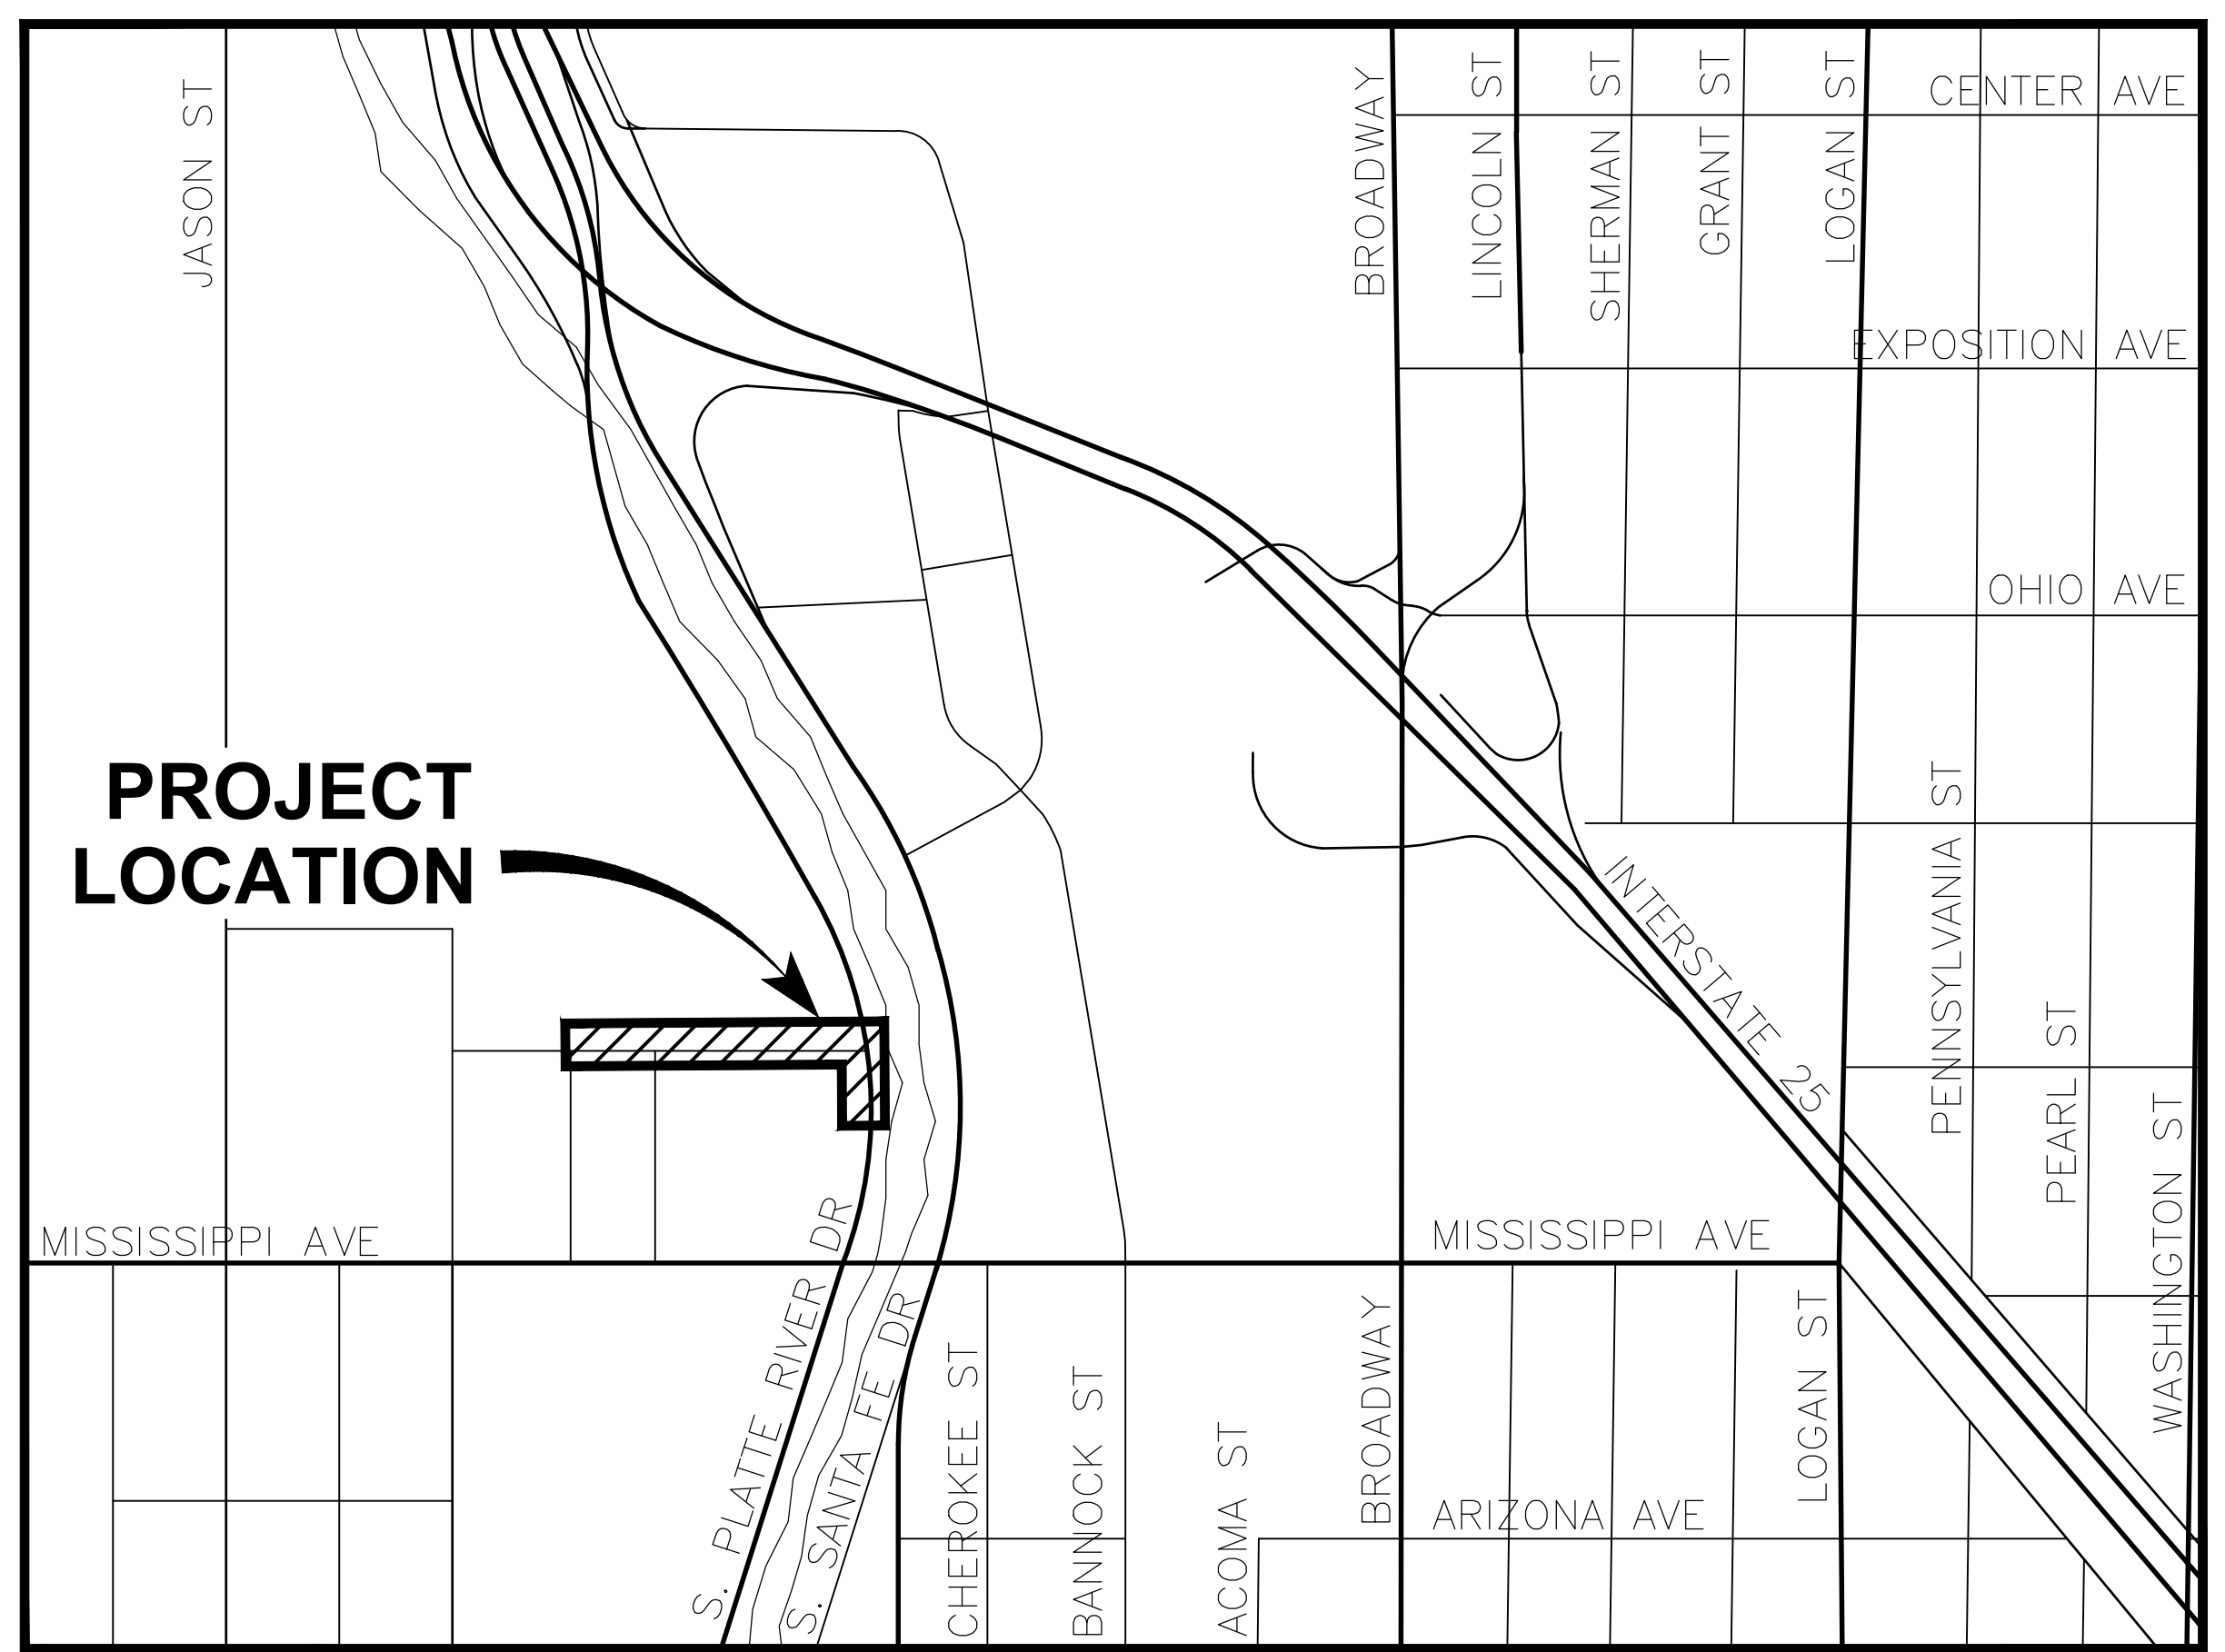 JASON ST
BROADWAY
LINCOLN ST
SHERMAN ST
GRANT ST
LOGAN ST
CENTER AVE
EXPOSITION AVE
OHIO AVE
PROJECT
LOCATION
INTERSTATE 25
PENNSYLVANIA ST
PEARL ST
WASHINGTON ST
MISSISSIPPI AVE
MISSISSIPPI AVE
S. PLATTE RIVER DR
S. SANTA FE DR
CHEROKEE ST
BANNOCK ST
ACOMA ST
BROADWAY
ARIZONA AVE
LOGAN ST